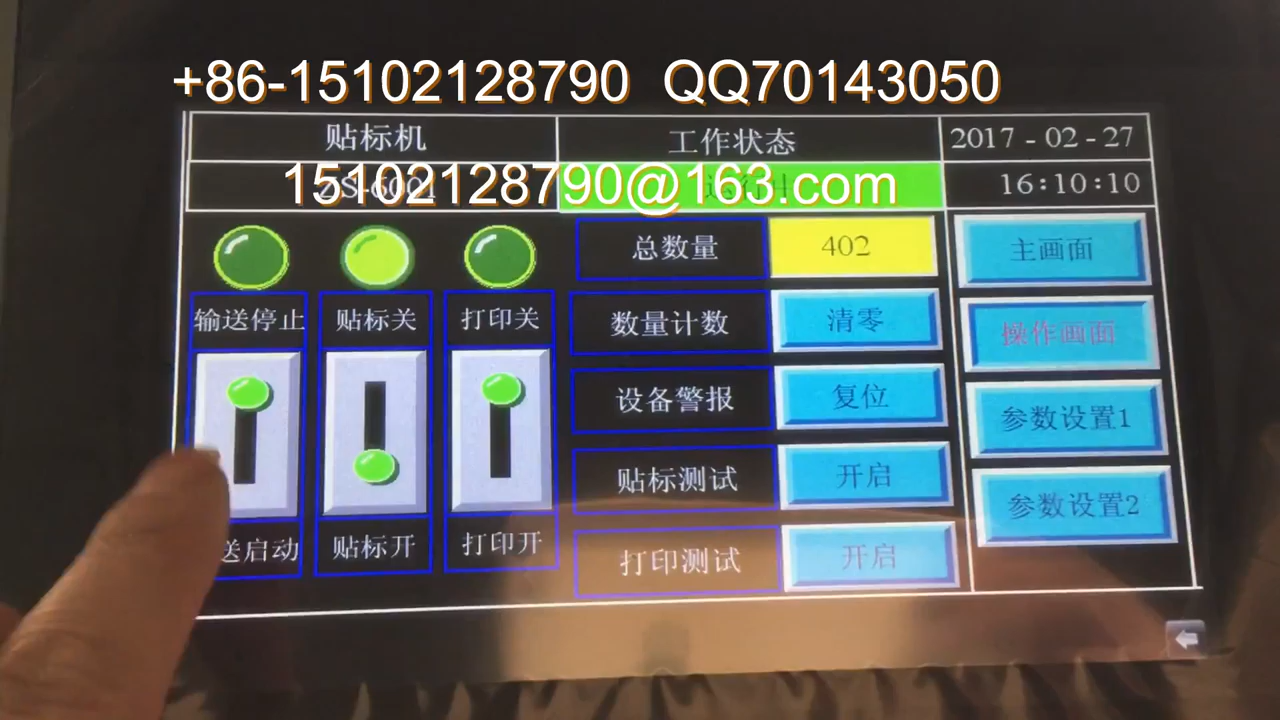 +86-15102128790 QQ70143050
贴标机 工作状态 2017-02-27
15102128790@163.com
16:10:10
总数量 402 主画面
输送停止 贴标关 打印关
数量计数 清零 操作画面
设备警报 复位 参数设置1
贴标测试 开启 参数设置2
送启动 贴标开 打印开
打印测试 开启